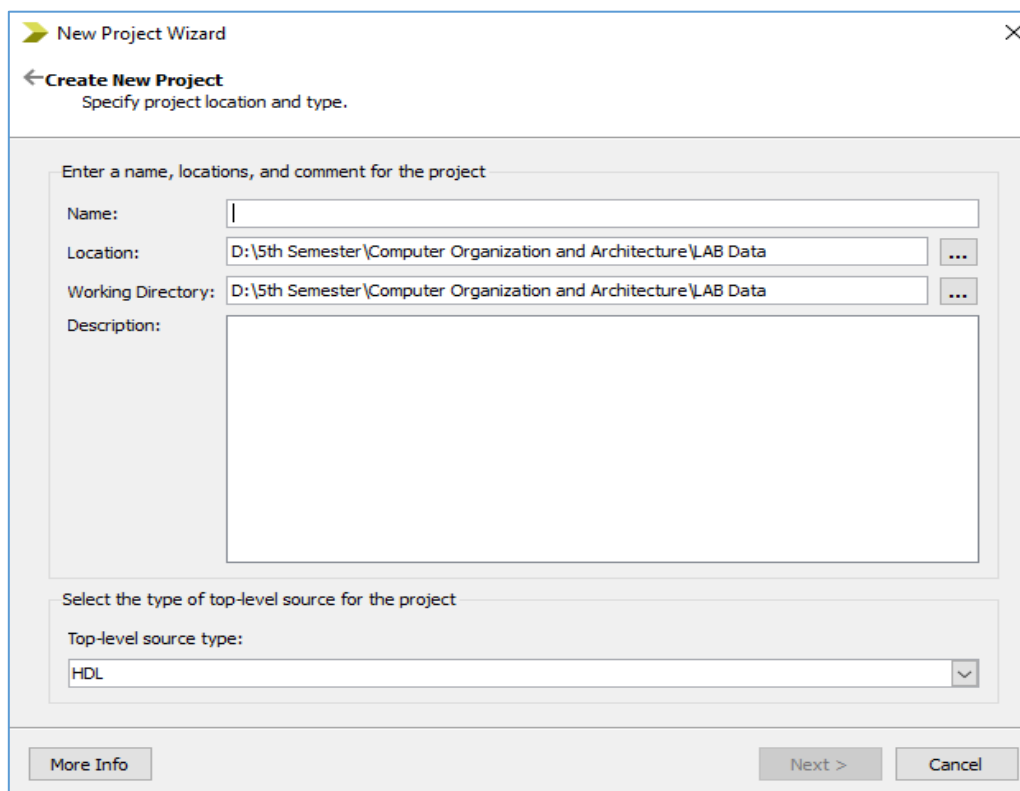 New Project Wizard
Create New Project
Specify project location and type.
Enter a name, locations, and comment for the project
Name:
Location: D:\5th Semester\Computer Organization and Architecture\LAB Data ...
Working Directory: D:\5th Semester\Computer Organization and Architecture\LAB Data ...
Description:
Select the type of top-level source for the project
Top-level source type:
HDL
More Info Next > Cancel